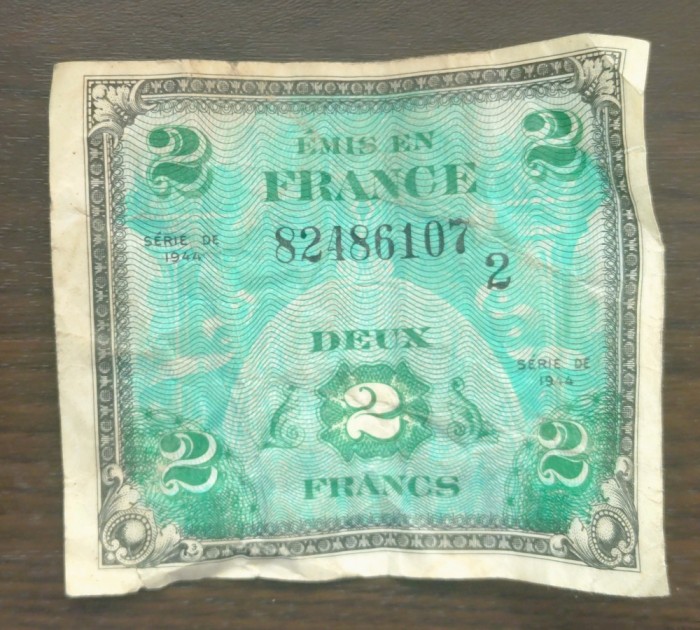 2 2
ÉMIS EN
FRANCE
SÉRIE DE
1944
82486107
2
DEUX
SÉRIE DE
1944
2
2 2
FRANCS